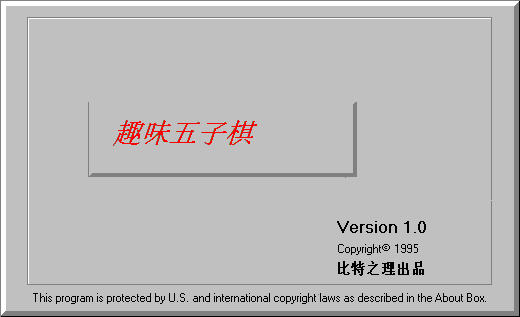 趣味五子棋
Version 1.0
Copyright© 1995
比特之理出品
This program is protected by U.S. and international copyright laws as described in the About Box.